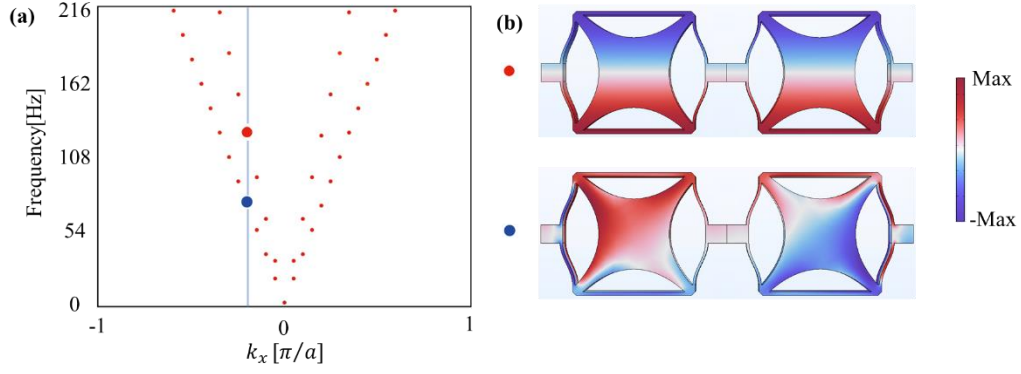 (a)
216
162
108
54
0
Frequency[Hz]
-1
0
1
k_x [π/a]
(b)
Max
-Max